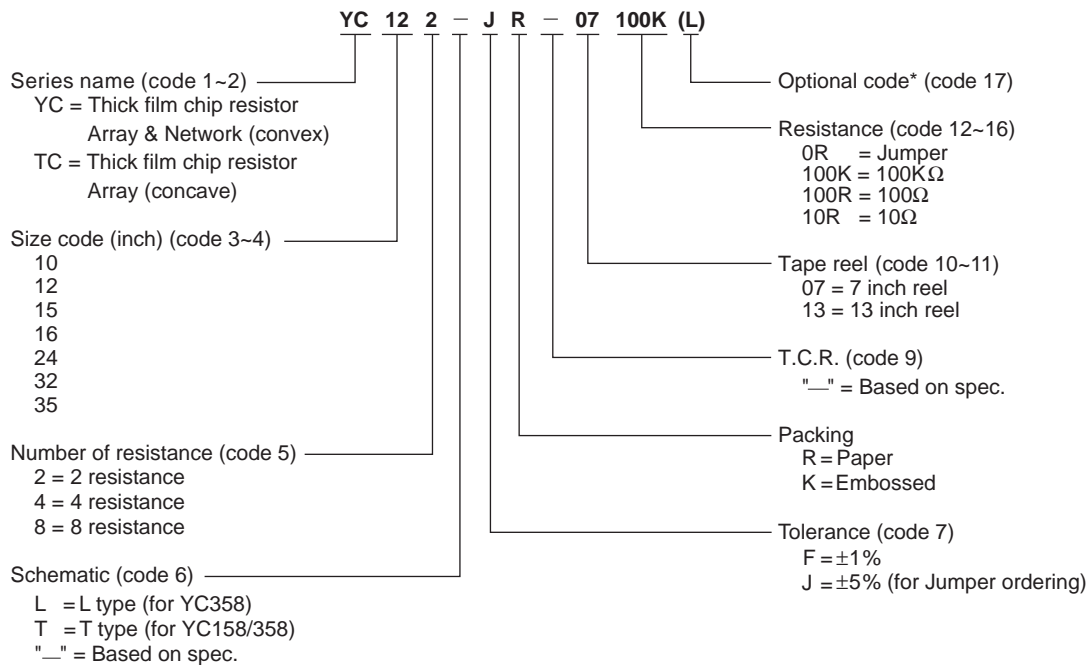 YC 12 2 — J R — 07 100K (L)
Series name (code 1~2)
YC = Thick film chip resistor
Array & Network (convex)
TC = Thick film chip resistor
Array (concave)
Size code (inch) (code 3~4)
10
12
15
16
24
32
35
Number of resistance (code 5)
2 = 2 resistance
4 = 4 resistance
8 = 8 resistance
Schematic (code 6)
L = L type (for YC358)
T = T type (for YC158/358)
"—" = Based on spec.
Optional code* (code 17)
Resistance (code 12~16)
0R = Jumper
100K = 100KΩ
100R = 100Ω
10R = 10Ω
Tape reel (code 10~11)
07 = 7 inch reel
13 = 13 inch reel
T.C.R. (code 9)
"—" = Based on spec.
Packing
R = Paper
K = Embossed
Tolerance (code 7)
F = ±1%
J = ±5% (for Jumper ordering)